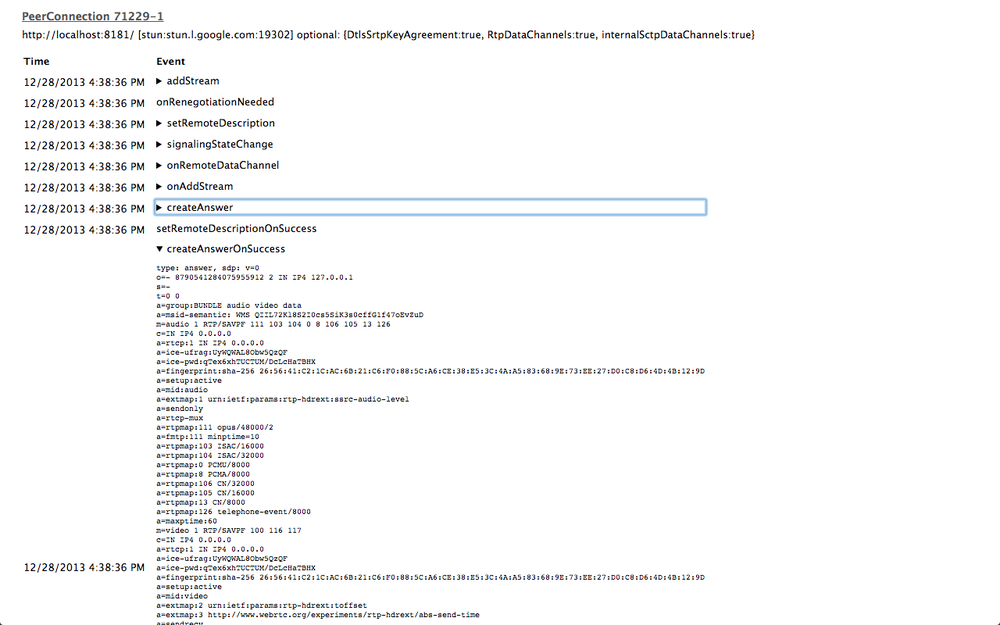 PeerConnection 71229-1
http://localhost:8181/ [stun:stun.l.google.com:19302] optional: {DtlsSrtpKeyAgreement:true, RtpDataChannels:true, internalSctpDataChannels:true}
Time Event
12/28/2013 4:38:36 PM ▶ addStream
12/28/2013 4:38:36 PM onRenegotiationNeeded
12/28/2013 4:38:36 PM ▶ setRemoteDescription
12/28/2013 4:38:36 PM ▶ signalingStateChange
12/28/2013 4:38:36 PM ▶ onRemoteDataChannel
12/28/2013 4:38:36 PM ▶ onAddStream
12/28/2013 4:38:36 PM ▶ createAnswer
12/28/2013 4:38:36 PM setRemoteDescriptionOnSuccess
▼ createAnswerOnSuccess
type: answer, sdp: v=0
o=- 8790541284075955912 2 IN IP4 127.0.0.1
s=-
t=0 0
a=group:BUNDLE audio video data
a=msid-semantic: WMS QIIL72Kl8S2I0cs5SiK3s0cffG1f47oEvZuD
m=audio 1 RTP/SAVPF 111 103 104 0 8 106 105 13 126
c=IN IP4 0.0.0.0
a=rtcp:1 IN IP4 0.0.0.0
a=ice-ufrag:UyWQWAL8Obw5QzQF
a=ice-pwd:qTex6xhTUCTUM/DcLcHaTBHX
a=fingerprint:sha-256 26:56:41:C2:1C:AC:6B:21:C6:F0:88:5C:A6:CE:38:E5:3C:4A:A5:83:68:9E:73:EE:27:D0:C8:D6:4D:4B:12:9D
a=setup:active
a=mid:audio
a=extmap:1 urn:ietf:params:rtp-hdrext:ssrc-audio-level
a=sendonly
a=rtcp-mux
a=rtpmap:111 opus/48000/2
a=fmtp:111 minptime=10
a=rtpmap:103 ISAC/16000
a=rtpmap:104 ISAC/32000
a=rtpmap:0 PCMU/8000
a=rtpmap:8 PCMA/8000
a=rtpmap:106 CN/32000
a=rtpmap:105 CN/16000
a=rtpmap:13 CN/8000
a=rtpmap:126 telephone-event/8000
a=maxptime:60
m=video 1 RTP/SAVPF 100 116 117
c=IN IP4 0.0.0.0
a=rtcp:1 IN IP4 0.0.0.0
a=ice-ufrag:UyWQWAL8Obw5QzQF
12/28/2013 4:38:36 PM a=ice-pwd:qTex6xhTUCTUM/DcLcHaTBHX
a=fingerprint:sha-256 26:56:41:C2:1C:AC:6B:21:C6:F0:88:5C:A6:CE:38:E5:3C:4A:A5:83:68:9E:73:EE:27:D0:C8:D6:4D:4B:12:9D
a=setup:active
a=mid:video
a=extmap:2 urn:ietf:params:rtp-hdrext:toffset
a=extmap:3 http://www.webrtc.org/experiments/rtp-hdrext/abs-send-time
a=sendrecv